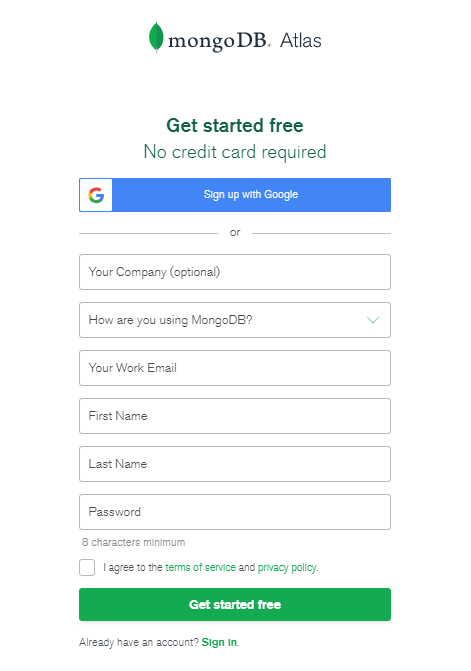 mongoDB® Atlas
Get started free
No credit card required
Sign up with Google
or
Your Company (optional)
How are you using MongoDB?
Your Work Email
First Name
Last Name
Password
8 characters minimum
I agree to the terms of service and privacy policy.
Get started free
Already have an account? Sign in.